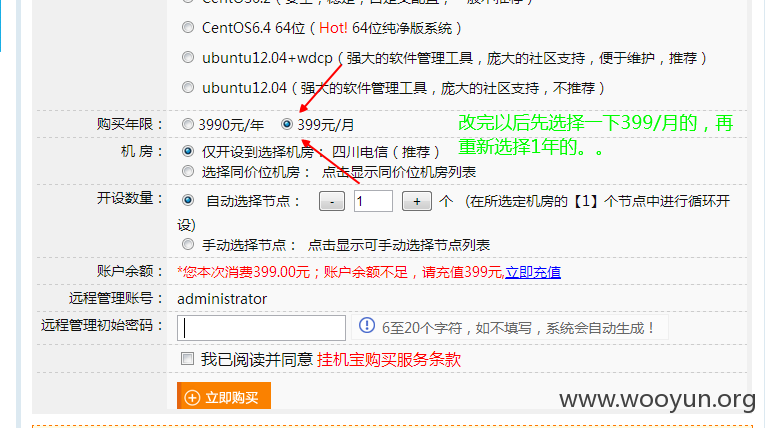 CentOS6.4 64位（Hot! 64位纯净版系统）
ubuntu12.04+wdcp（强大的软件管理工具，庞大的社区支持，便于维护，推荐）
ubuntu12.04（强大的软件管理工具，庞大的社区支持，不推荐）
购买年限： 3990元/年 399元/月
改完以后先选择一下399/月的，再
重新选择1年的。。
机 房： 仅开设到选择机房： 四川电信（推荐）
选择同价位机房： 点击显示同价位机房列表
开设数量： 自动选择节点： - 1 + 个 (在所选定机房的【1】个节点中进行循环开
设)
手动选择节点： 点击显示可手动选择节点列表
账户余额： *您本次消费399.00元；账户余额不足，请充值399元,立即充值
远程管理账号： administrator
远程管理初始密码： 6至20个字符，如不填写，系统会自动生成！
我已阅读并同意 挂机宝购买服务条款
立即购买
www.wooyun.org